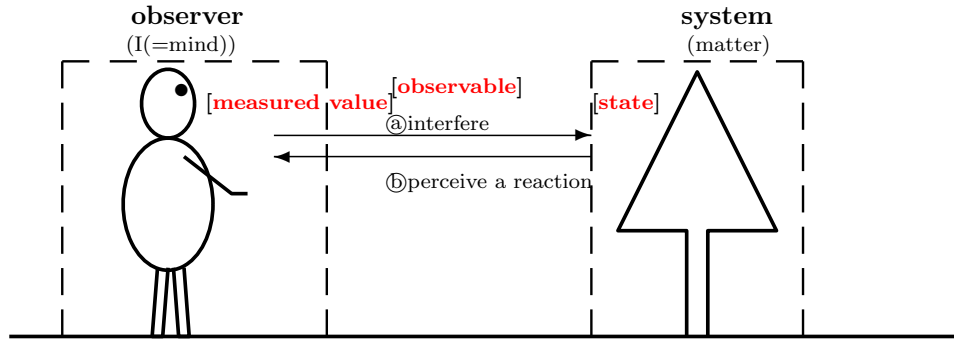 observer
(I(=mind))
system
(matter)
[observable]
[measured value]
[state]
ⓐinterfere
ⓑperceive a reaction